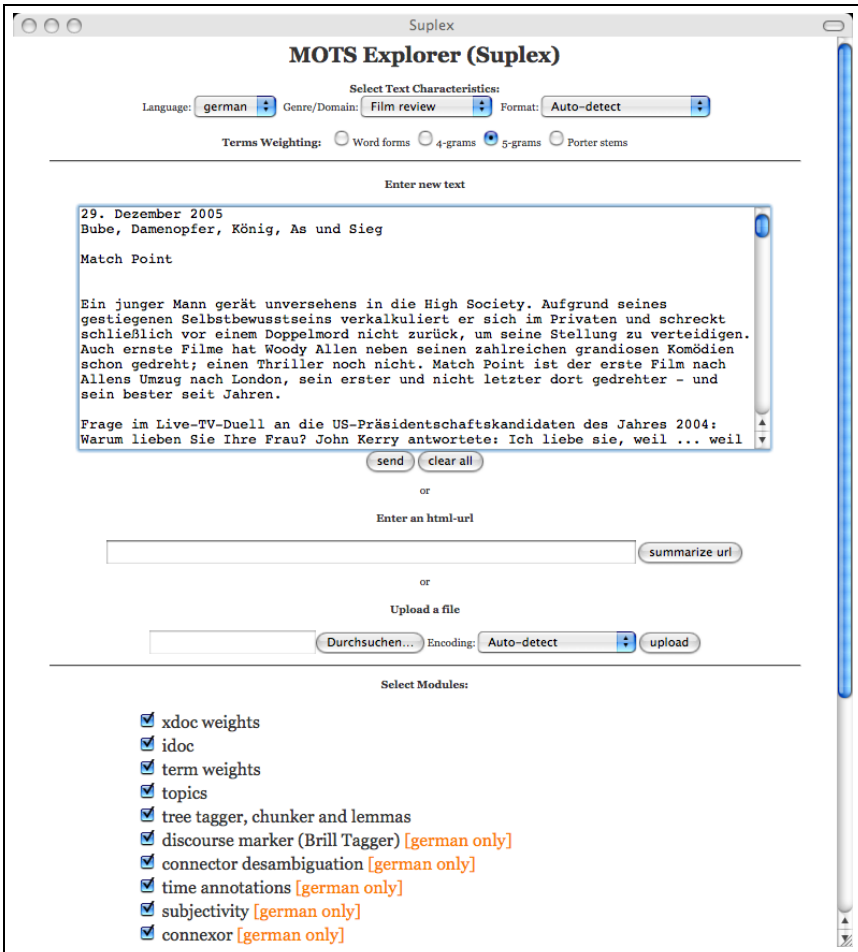 Suplex
MOTS Explorer (Suplex)
Select Text Characteristics:
Language: german Genre/Domain: Film review Format: Auto-detect
Terms Weighting: Word forms 4-grams 5-grams Porter stems
Enter new text
29. Dezember 2005
Bube, Damenopfer, König, As und Sieg
Match Point
Ein junger Mann gerät unversehens in die High Society. Aufgrund seines
gestiegenen Selbstbewusstseins verkalkuliert er sich im Privaten und schreckt
schließlich vor einem Doppelmord nicht zurück, um seine Stellung zu verteidigen.
Auch ernste Filme hat Woody Allen neben seinen zahlreichen grandiosen Komödien
schon gedreht; einen Thriller noch nicht. Match Point ist der erste Film nach
Allens Umzug nach London, sein erster und nicht letzter dort gedrehter – und
sein bester seit Jahren.
Frage im Live-TV-Duell an die US-Präsidentschaftskandidaten des Jahres 2004:
Warum lieben Sie Ihre Frau? John Kerry antwortete: Ich liebe sie, weil ... weil
send clear all
or
Enter an html-url
summarize url
or
Upload a file
Durchsuchen... Encoding: Auto-detect upload
Select Modules:
xdoc weights
idoc
term weights
topics
tree tagger, chunker and lemmas
discourse marker (Brill Tagger) [german only]
connector desambiguation [german only]
time annotations [german only]
subjectivity [german only]
connexor [german only]